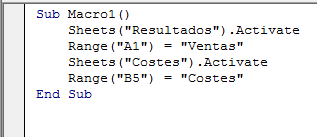 Sub Macro1()
    Sheets("Resultados").Activate
    Range("A1") = "Ventas"
    Sheets("Costes").Activate
    Range("B5") = "Costes"
End Sub